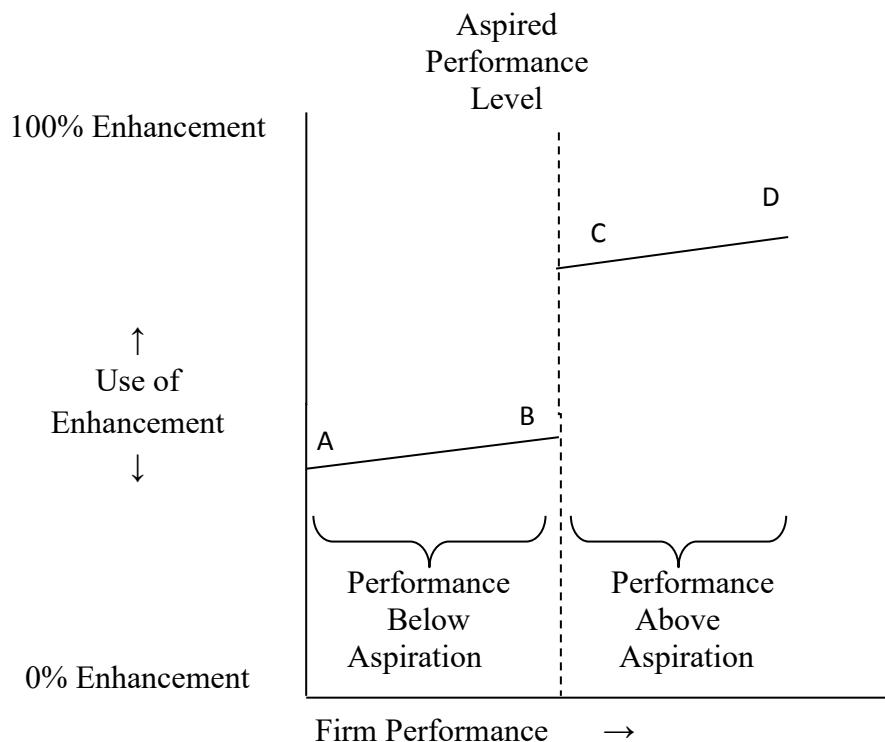 Aspired
Performance
Level
100% Enhancement
D
C
↑
Use of
Enhancement
↓
B
A
Performance
Below
Aspiration
Performance
Above
Aspiration
0% Enhancement
Firm Performance →